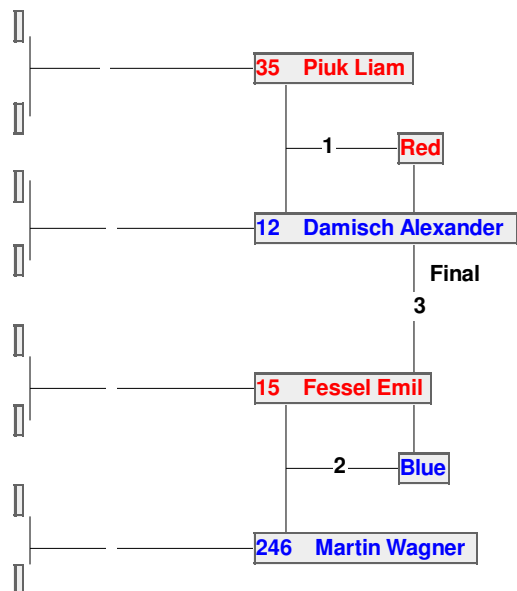 35 Piuk Liam
1
Red
12 Damisch Alexander
Final
3
15 Fessel Emil
2
Blue
246 Martin Wagner